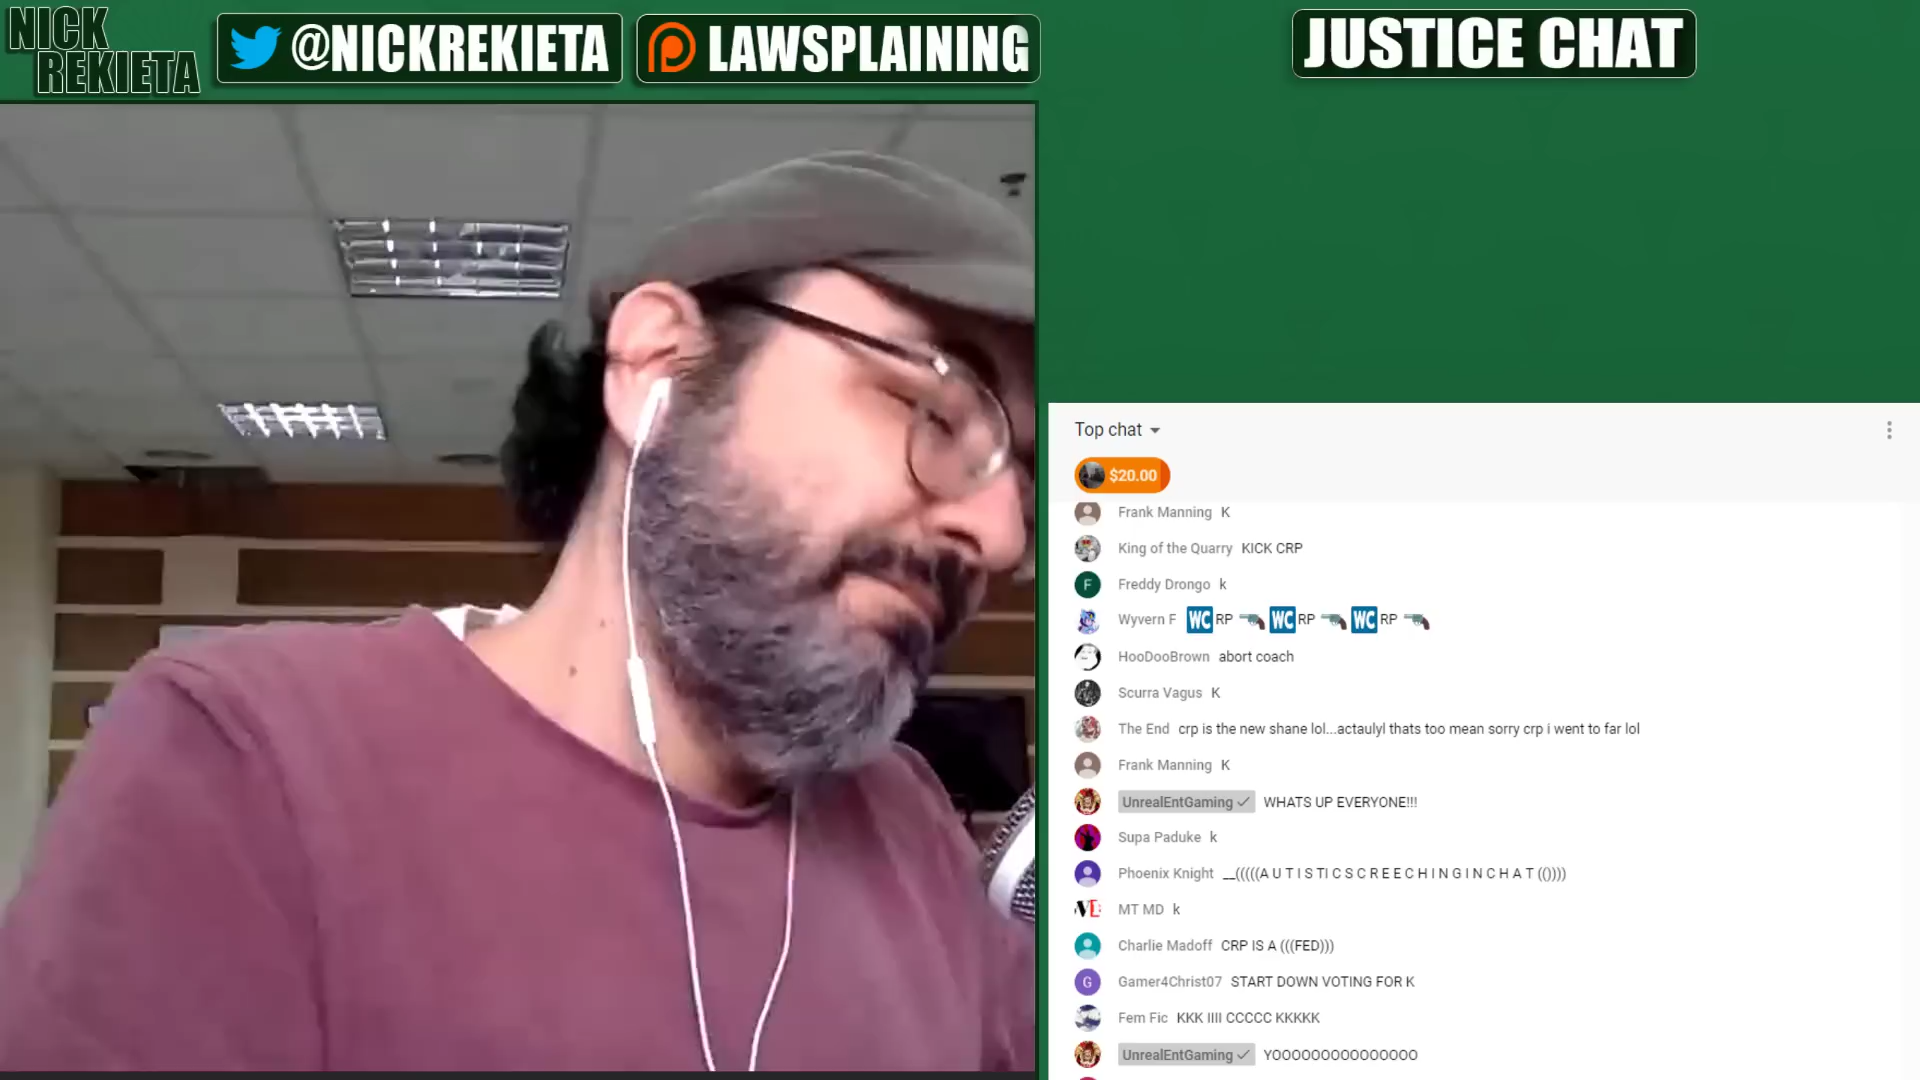 NICK
REKIETA
@NICKREKIETA
LAWSPLAINING
JUSTICE CHAT
Top chat
$20.00
Frank Manning K
King of the Quarry KICK CRP
F Freddy Drongo k
Wyvern F WC RP WC RP WC RP
HooDooBrown abort coach
Scurra Vagus K
The End crp is the new shane lol...actaulyl thats too mean sorry crp i went to far lol
Frank Manning K
UnrealEntGaming WHATS UP EVERYONE!!!
Supa Paduke k
Phoenix Knight __(((((A U T I S TI C S C R E E C H I N G I N C H A T (())))
MT MD k
Charlie Madoff CRP IS A (((FED)))
G Gamer4Christ07 START DOWN VOTING FOR K
Fem Fic KKK IIII CCCCC KKKKK
UnrealEntGaming YOOOOOOOOOOOOOOO